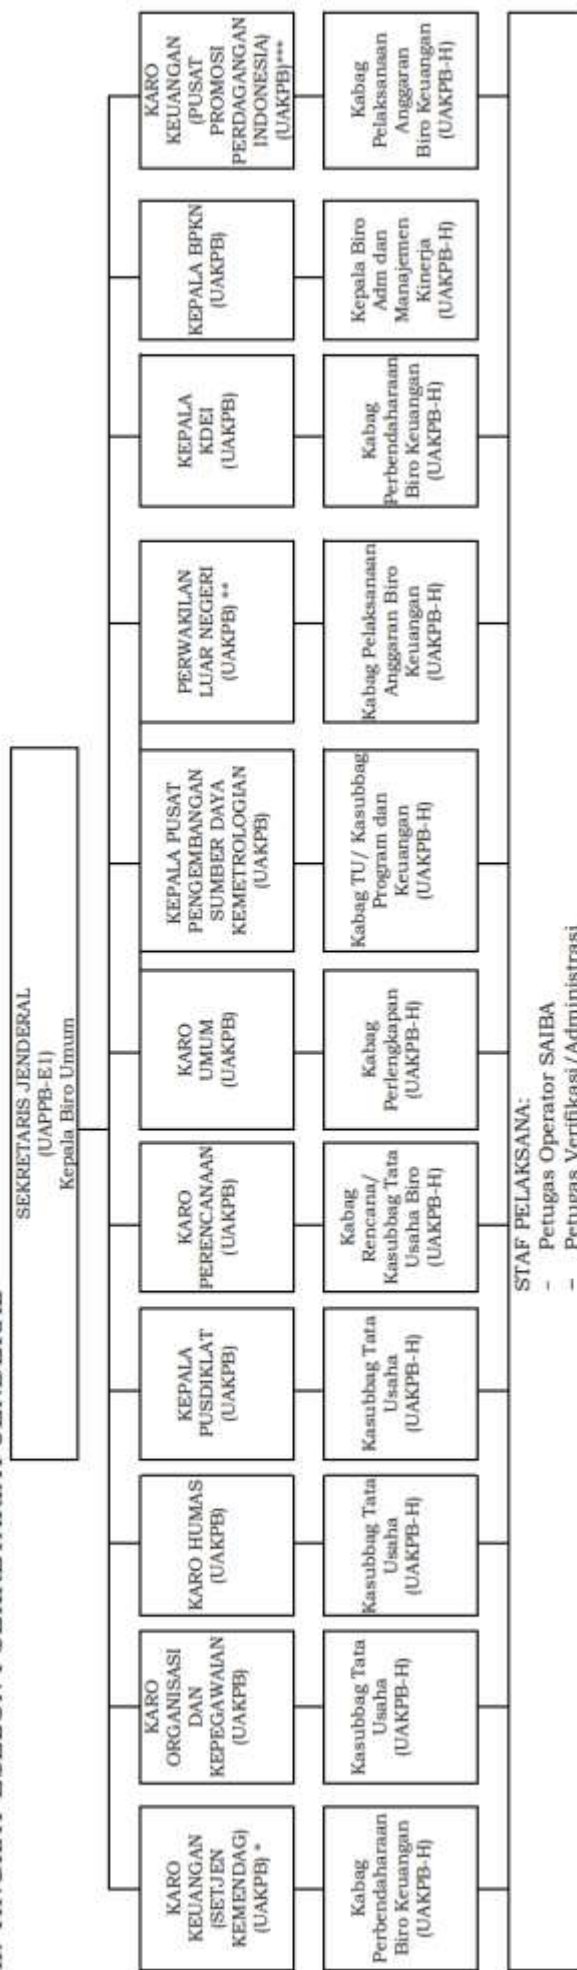 SEKRETARIS JENDERAL
(UAPPB-E1)
Kepala Biro Umum
KARO
KEUANGAN
(SETJEN
KEMENDAG)
(UAKPB) *
KARO
ORGANISASI
DAN
KEPEGAWAIAN
(UAKPB)
KARO HUMAS
(UAKPB)
KEPALA
PUSDIKLAT
(UAKPB)
KARO
PERENCANAAN
(UAKPB)
KARO
UMUM
(UAKPB)
KEPALA PUSAT
PENGEMBANGAN
SUMBER DAYA
KEMETROLOGIAN
(UAKPB)
PERWAKILAN
LUAR NEGERI
(UAKPB) **
KEPALA
KDEI
(UAKPB)
KEPALA BPKN
(UAKPB)
KARO
KEUANGAN
(PUSAT
PROMOSI
PERDAGANGAN
INDONESIA)
(UAKPB)***
Kabag
Perbendaharaan
Biro Keuangan
(UAKPB-H)
Kasubbag Tata
Usaha
(UAKPB-H)
Kasubbag Tata
Usaha
(UAKPB-H)
Kasubbag Tata
Usaha
(UAKPB-H)
Kabag
Rencana/
Kasubbag Tata
Usaha Biro
(UAKPB-H)
Kabag
Perlengkapan
(UAKPB-H)
Kabag TU/ Kasubbag
Program dan
Keuangan
(UAKPB-H)
Kabag Pelaksanaan
Anggaran Biro
Keuangan
(UAKPB-H)
Kabag
Perbendaharaan
Biro Keuangan
(UAKPB-H)
Kepala Biro
Adm dan
Manajemen
Kinerja
(UAKPB-H)
Kabag
Pelaksanaan
Anggaran
Biro Keuangan
(UAKPB-H)
STAF PELAKSANA:
- Petugas Operator SAIBA
- Petugas Verifikasi/Administrasi